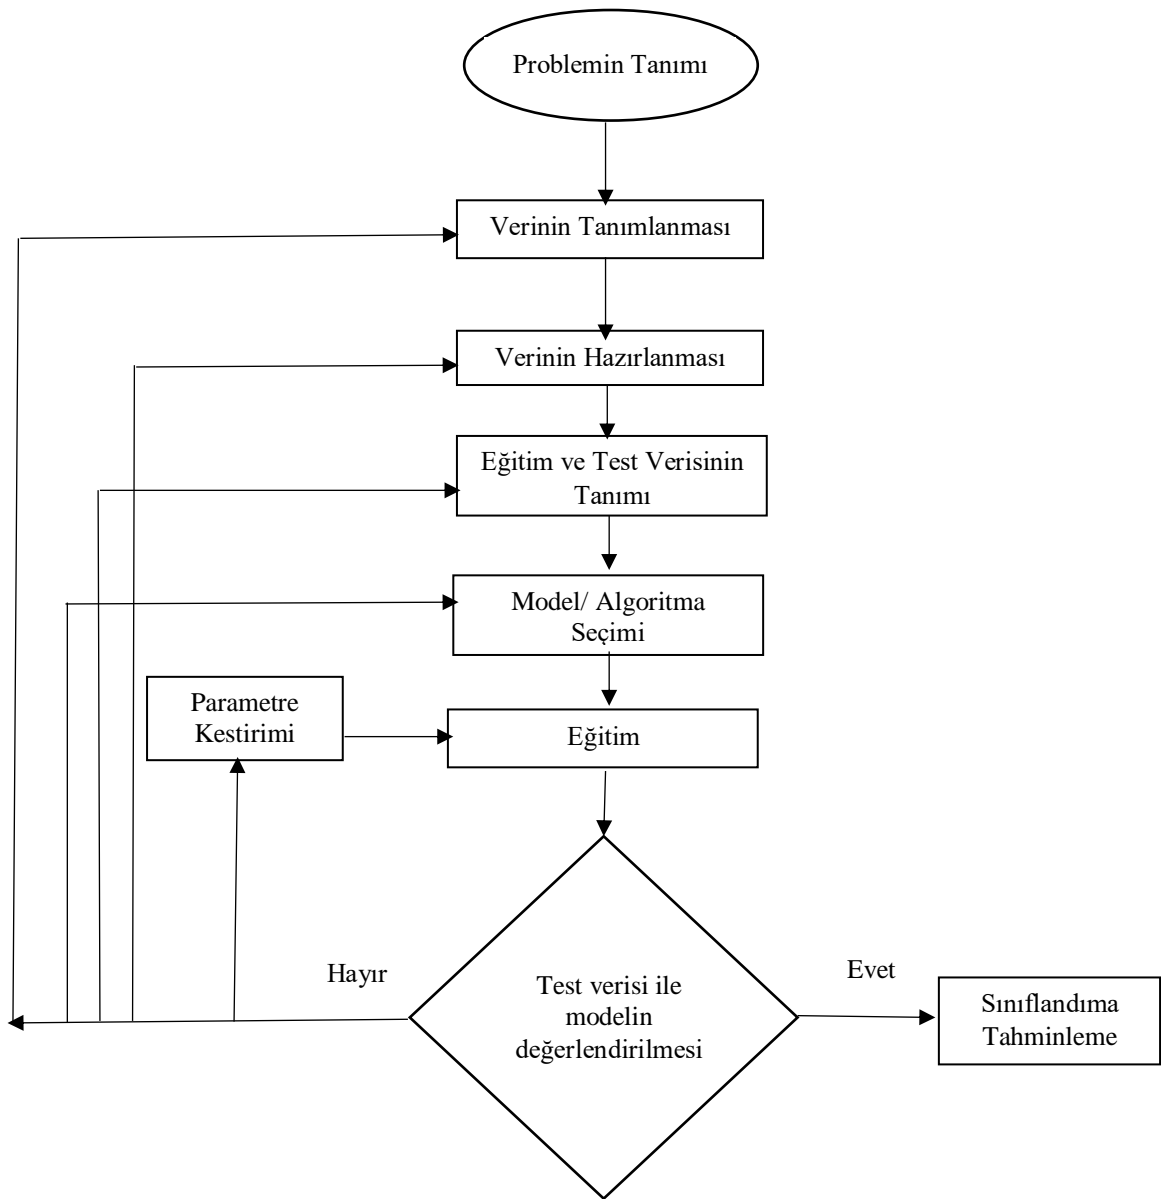 Problemin Tanımı
Verinin Tanımlanması
Verinin Hazırlanması
Eğitim ve Test Verisinin
Tanımı
Model/ Algoritma
Seçimi
Parametre
Kestirimi
Eğitim
Hayır
Evet
Test verisi ile
modelin
değerlendirilmesi
Sınıflandıma
Tahminleme